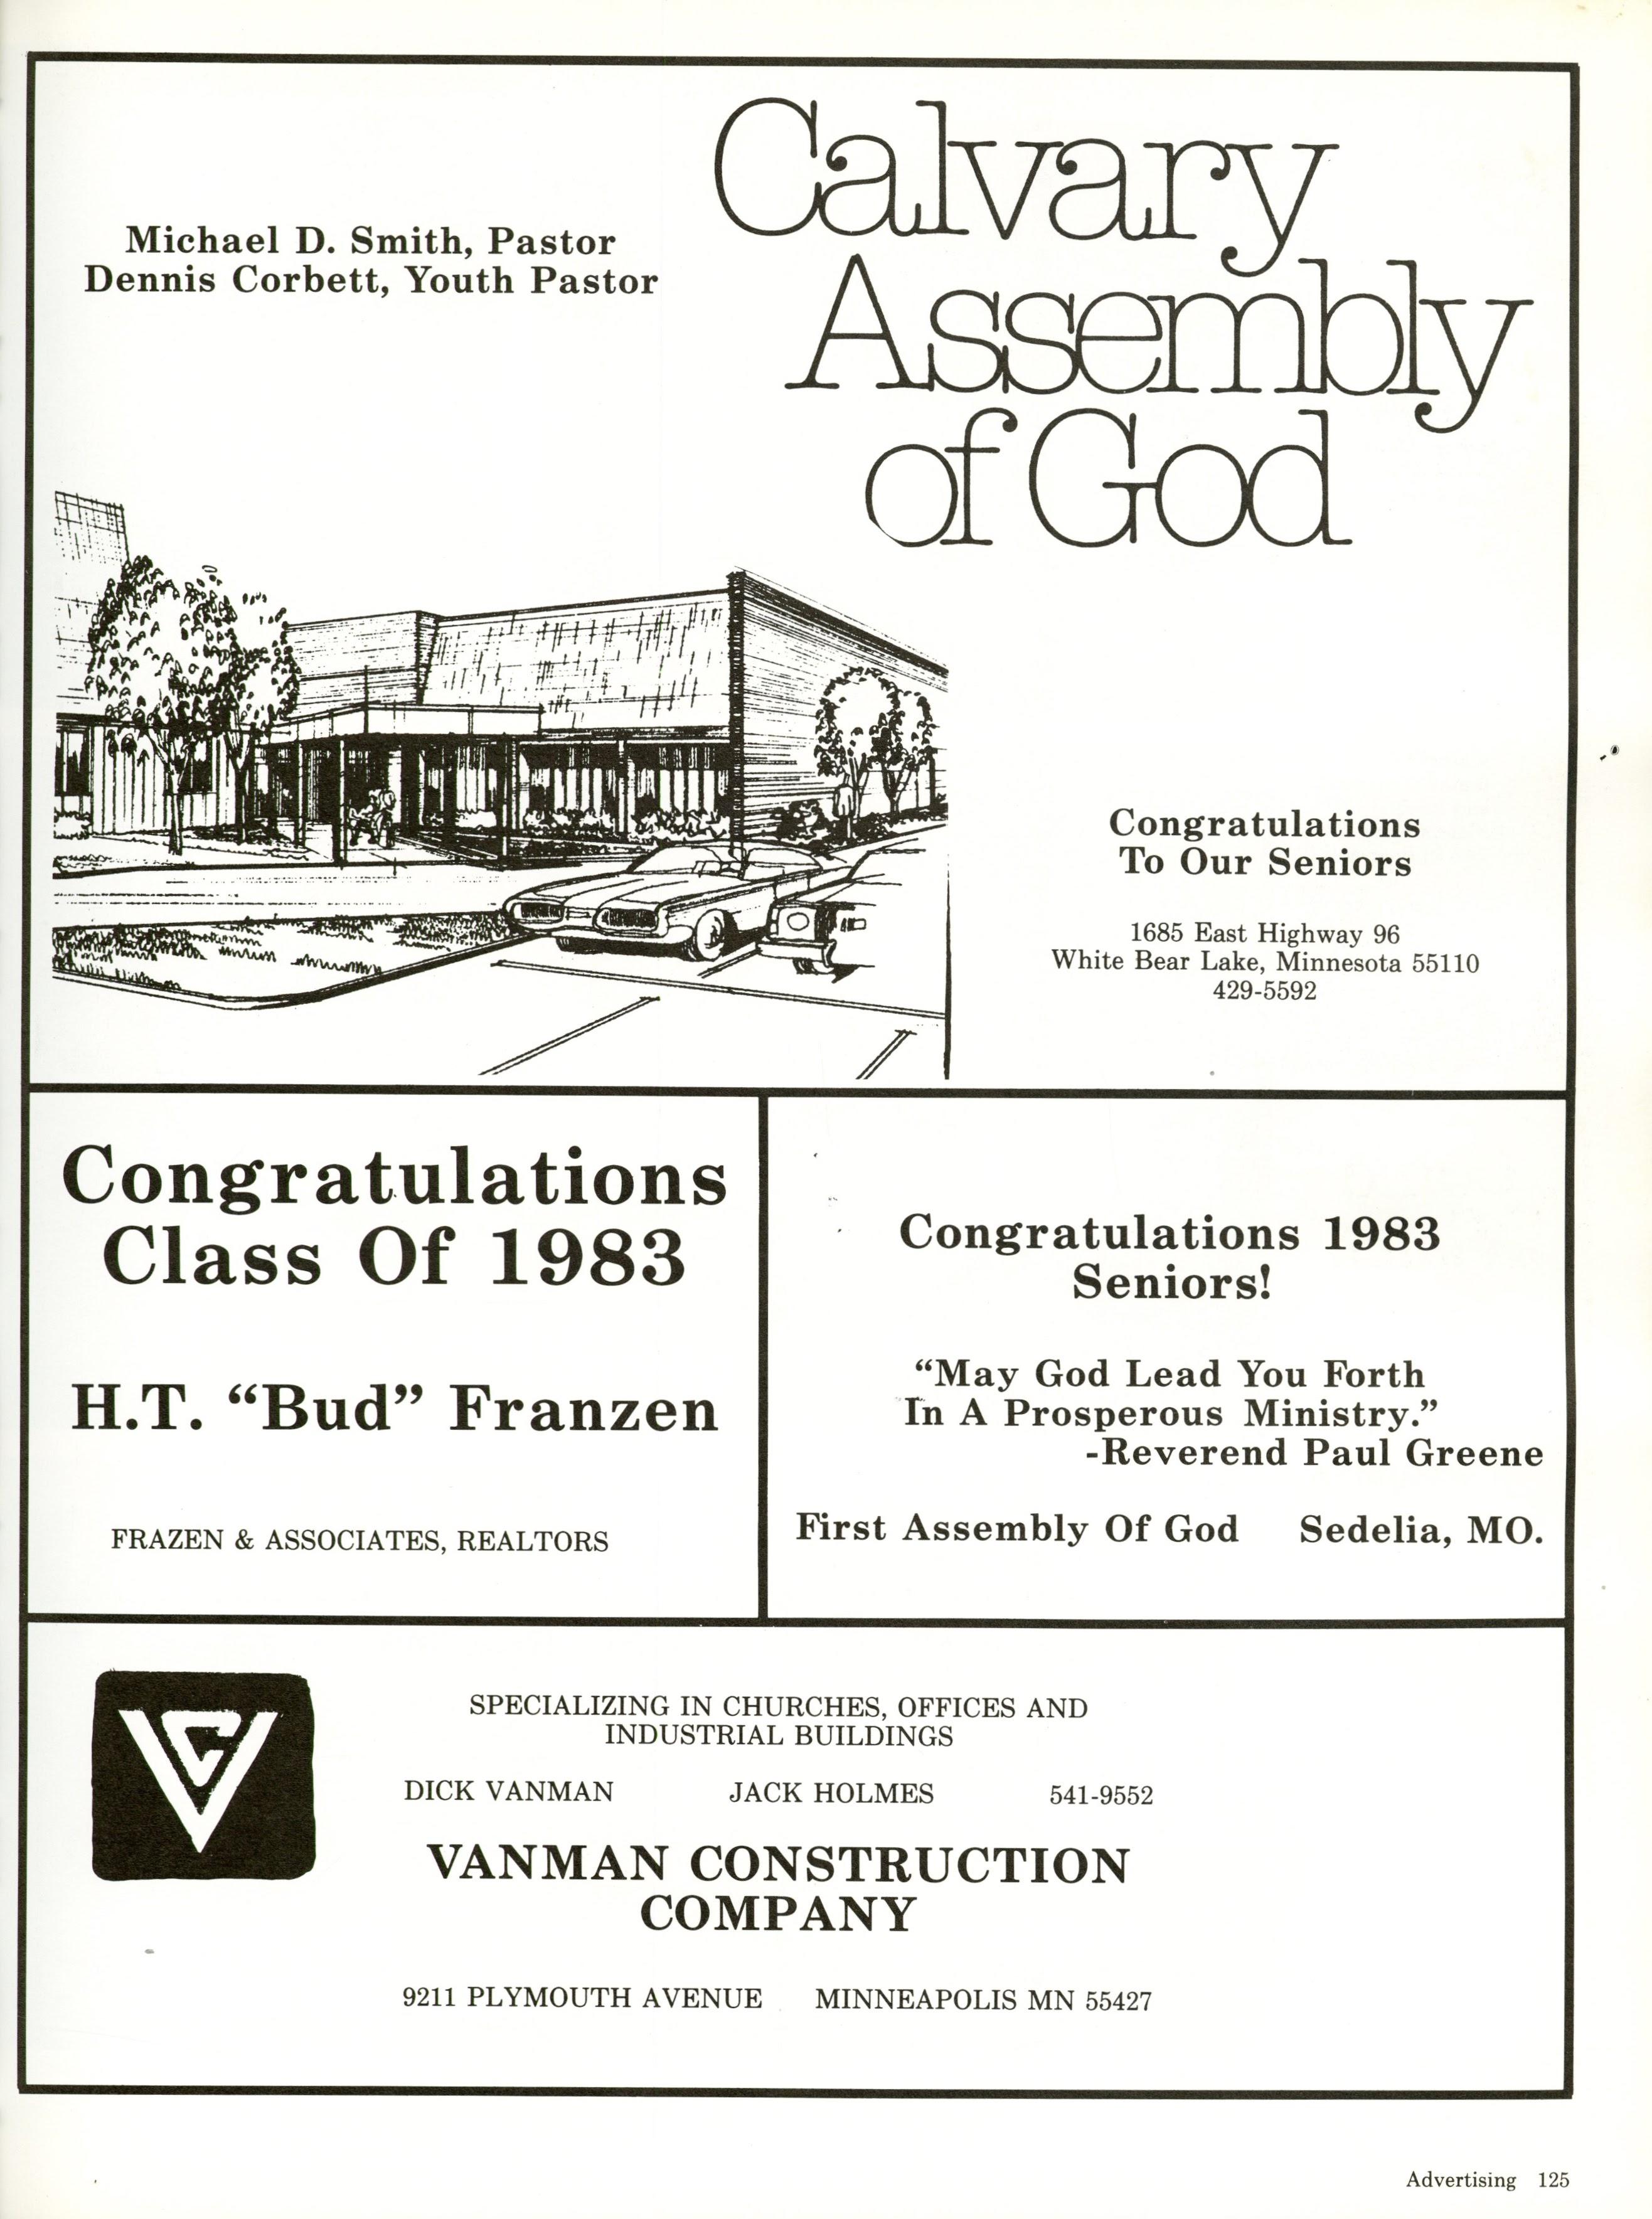 Calvary
Assembly
of God
Michael D. Smith, Pastor
Dennis Corbett, Youth Pastor
Congratulations
To Our Seniors
1685 East Highway 96
White Bear Lake, Minnesota 55110
429-5592
Congratulations
Class Of 1983
H.T. “Bud” Franzen
FRAZEN & ASSOCIATES, REALTORS
Congratulations 1983
Seniors!
“May God Lead You Forth
In A Prosperous Ministry.”
-Reverend Paul Greene
First Assembly Of God Sedelia, MO.
VC
SPECIALIZING IN CHURCHES, OFFICES AND
INDUSTRIAL BUILDINGS
DICK VANMAN JACK HOLMES 541-9552
VANMAN CONSTRUCTION
COMPANY
9211 PLYMOUTH AVENUE MINNEAPOLIS MN 55427
Advertising 125